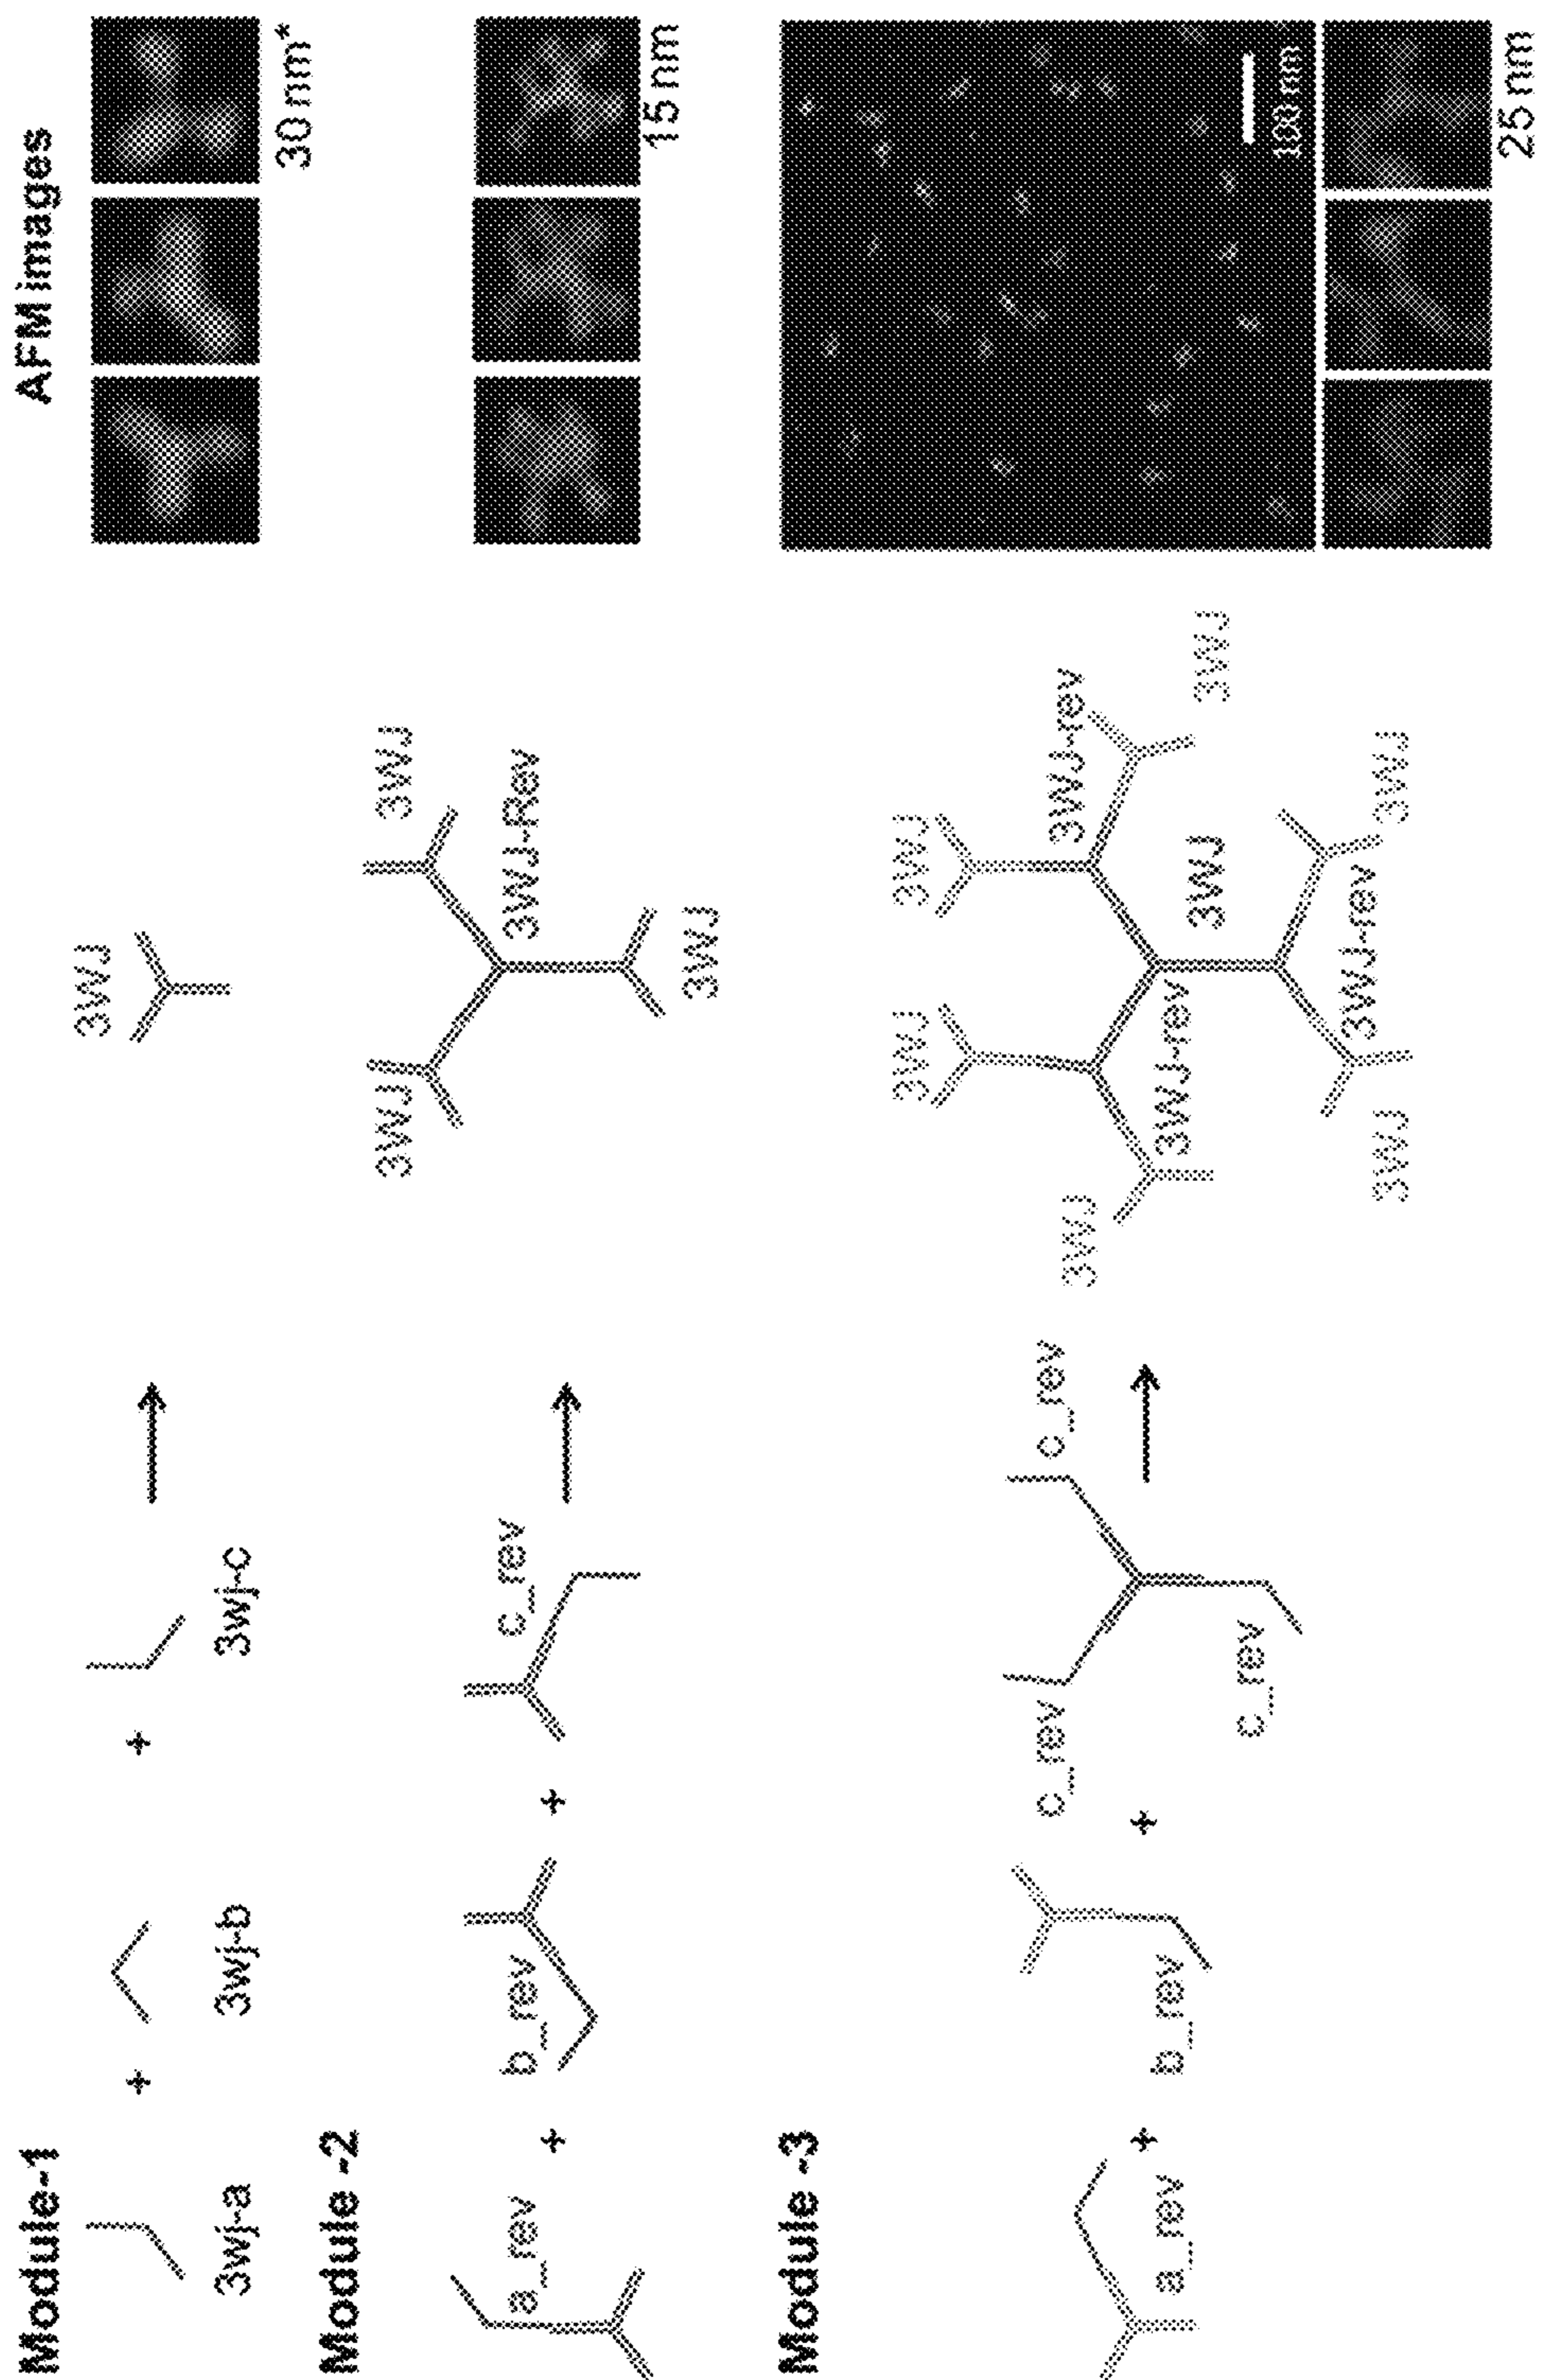 AFM images
Module-1
3wj-a
+
3wj-b
+
3wj-c
3WJ
30 nm*
Module -2
a_rev
+
b_rev
+
c_rev
3WJ
3WJ
3WJ-Rev
3WJ
15 nm
Module -3
a_rev
+
b_rev
+
c_rev
c_rev
c_rev
3WJ
3WJ
3WJ
3WJ-rev
3WJ
3WJ-rev
3WJ
3WJ-rev
3WJ
3WJ
100 nm
25 nm